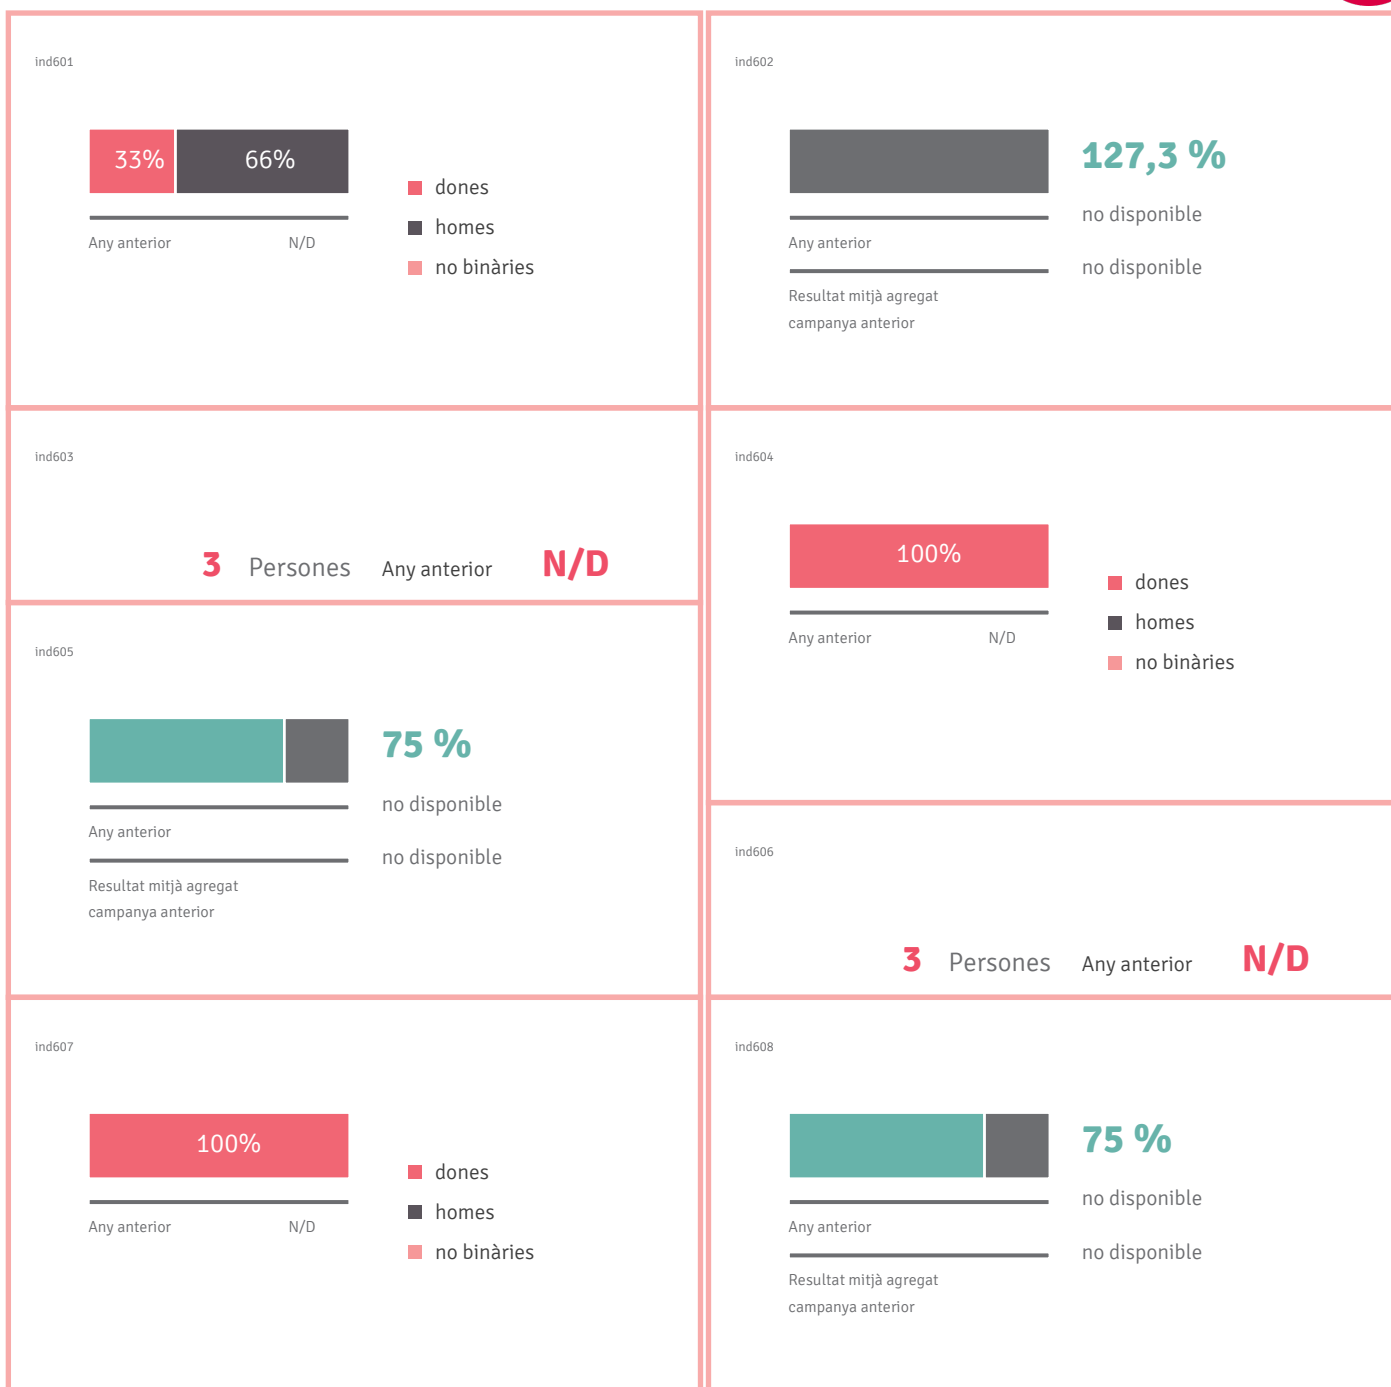 ind601
33% 66%
dones
homes
no binàries
Any anterior N/D
ind602
127,3 %
no disponible
Any anterior
no disponible
Resultat mitjà agregat
campanya anterior
ind603
3 Persones Any anterior N/D
ind604
100%
dones
homes
no binàries
Any anterior N/D
ind605
75 %
no disponible
Any anterior
no disponible
Resultat mitjà agregat
campanya anterior
ind606
3 Persones Any anterior N/D
ind607
100%
dones
homes
no binàries
Any anterior N/D
ind608
75 %
no disponible
Any anterior
no disponible
Resultat mitjà agregat
campanya anterior